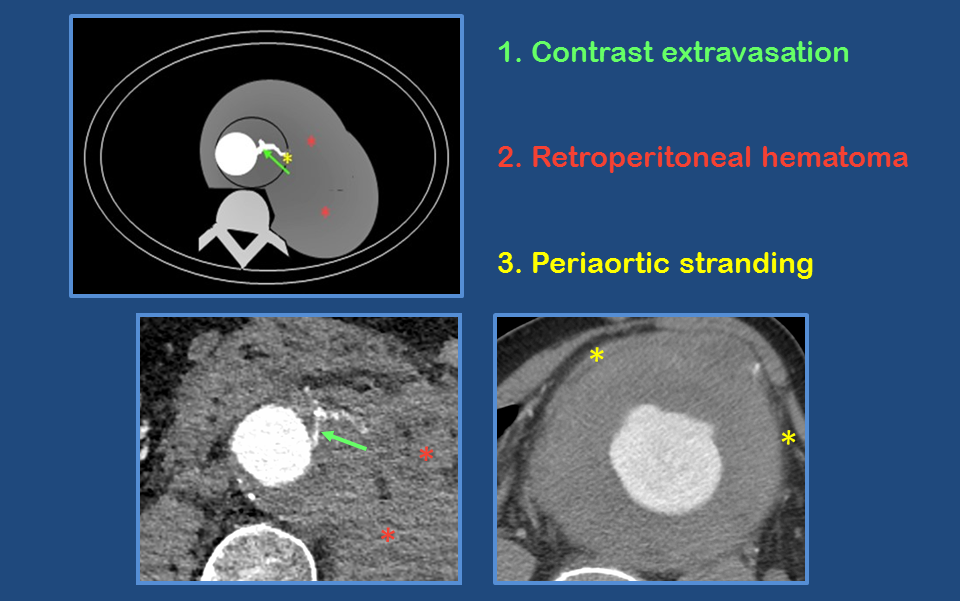 1. Contrast extravasation
2. Retroperitoneal hematoma
3. Periaortic stranding